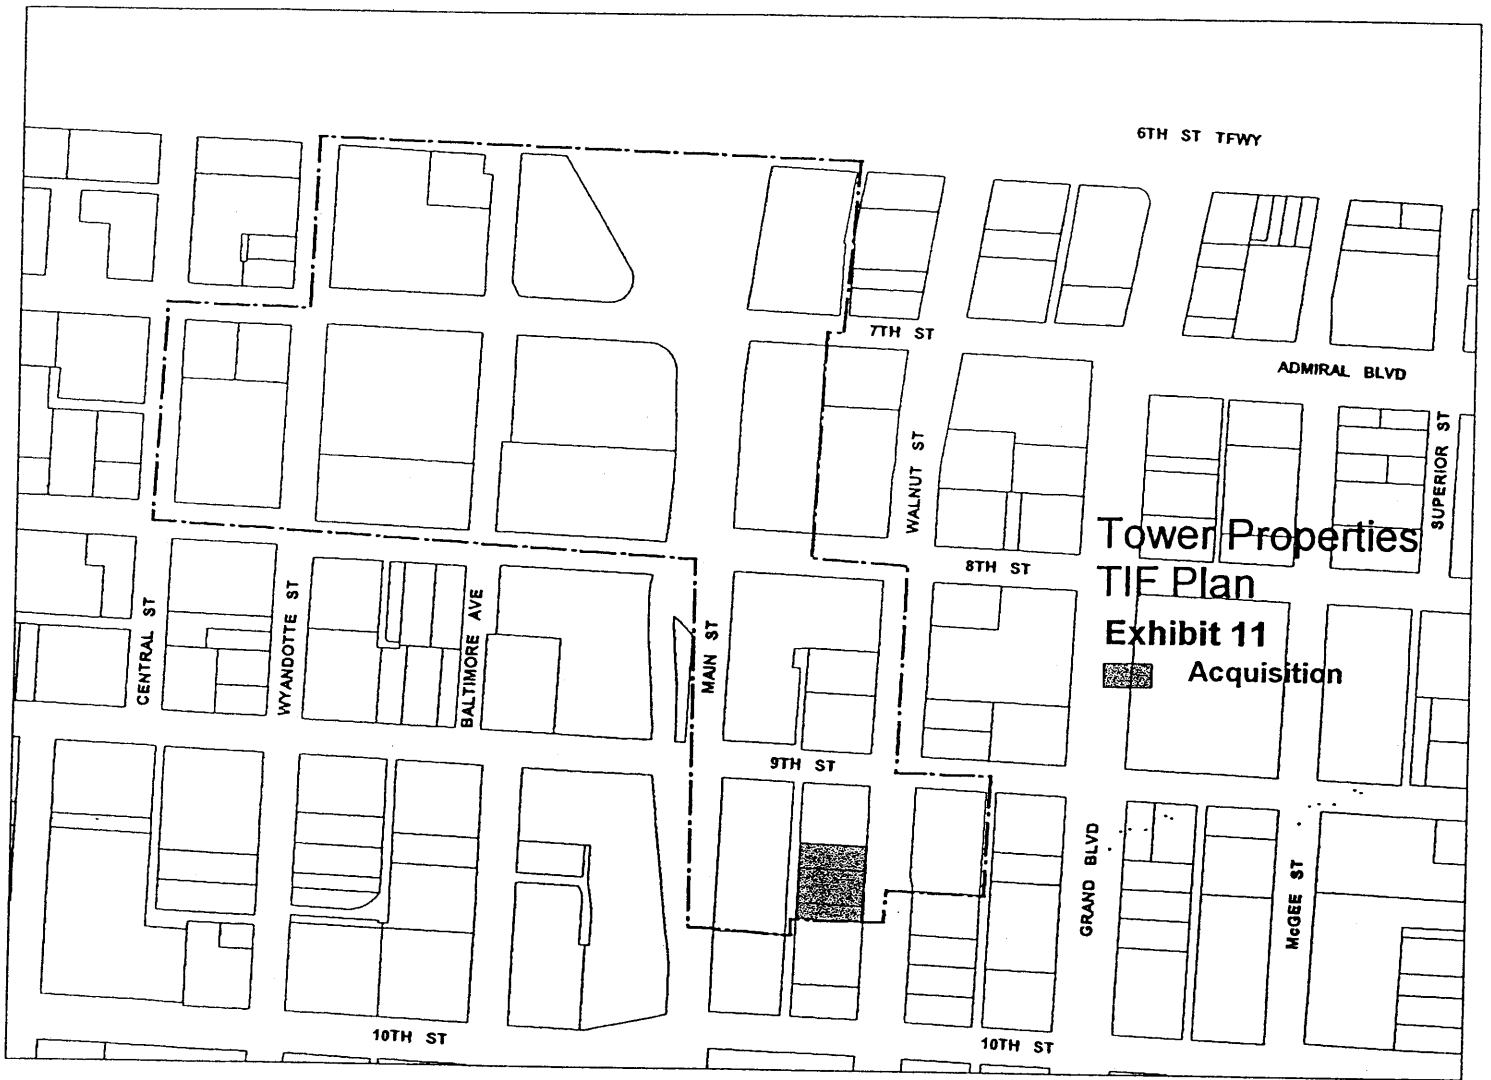 6TH ST TFWY
7TH ST
ADMIRAL BLVD
WALNUT ST
SUPERIOR ST
Tower Properties
TIF Plan
Exhibit 11
Acquisition
8TH ST
CENTRAL ST
WYANDOTTE ST
BALTIMORE AVE
MAIN ST
9TH ST
GRAND BLVD
McGEE ST
10TH ST
10TH ST